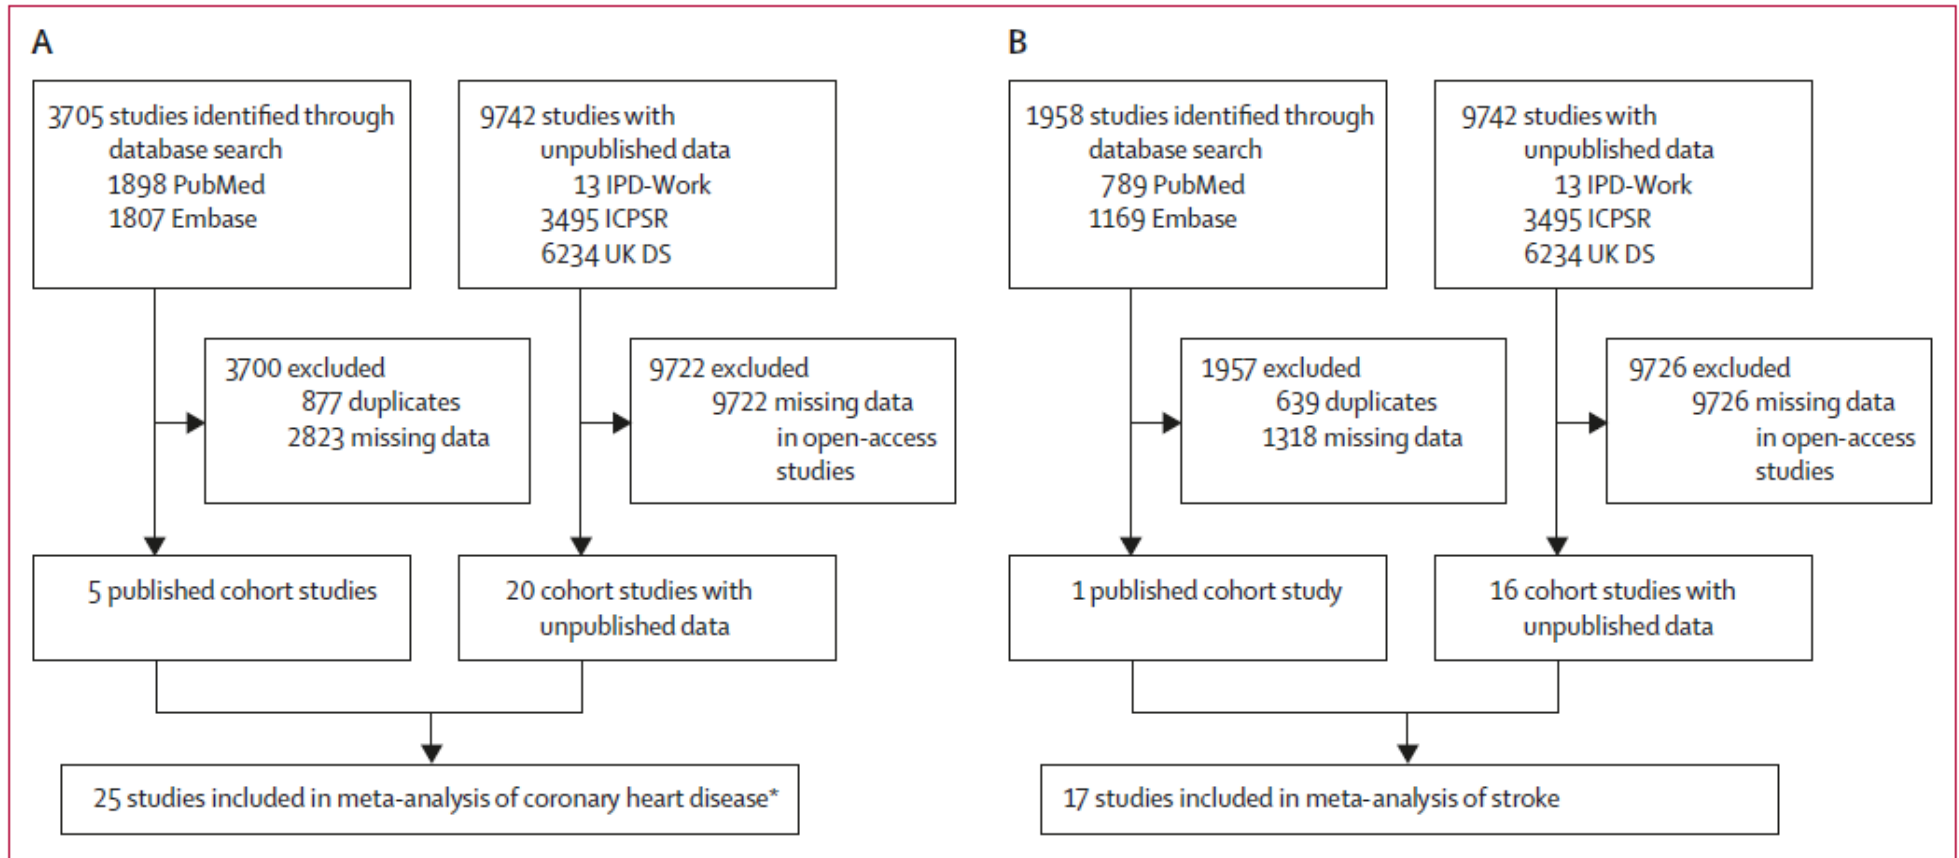 A
3705 studies identified through
database search
1898 PubMed
1807 Embase
9742 studies with
unpublished data
13 IPD-Work
3495 ICPSR
6234 UK DS
3700 excluded
877 duplicates
2823 missing data
9722 excluded
9722 missing data
in open-access
studies
5 published cohort studies
20 cohort studies with
unpublished data
25 studies included in meta-analysis of coronary heart disease*
B
1958 studies identified through
database search
789 PubMed
1169 Embase
9742 studies with
unpublished data
13 IPD-Work
3495 ICPSR
6234 UK DS
1957 excluded
639 duplicates
1318 missing data
9726 excluded
9726 missing data
in open-access
studies
1 published cohort study
16 cohort studies with
unpublished data
17 studies included in meta-analysis of stroke